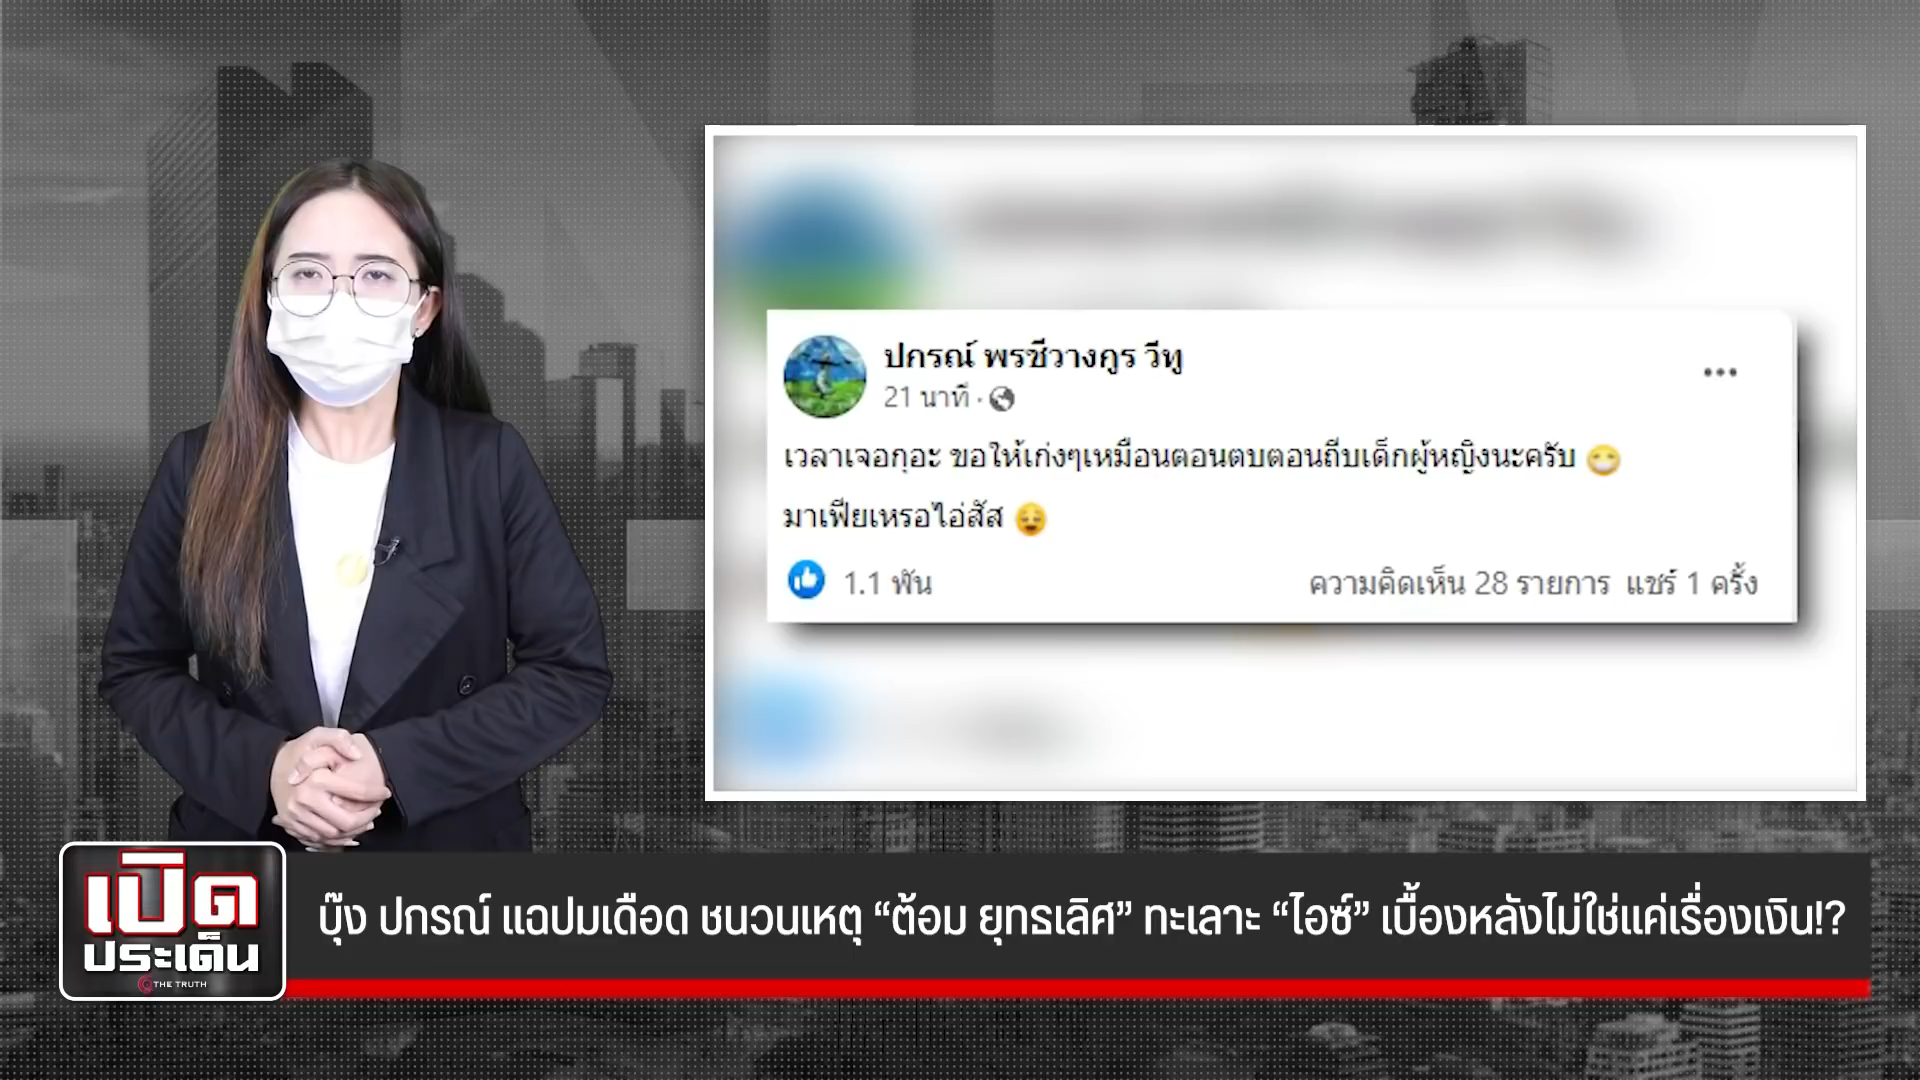 ปกรณ์ พรชีวางกูร วีทู
21 นาที
เวลาเจอกุอะ ขอให้เก่งๆเหมือนตอนตบตอนถีบเด็กผู้หญิงนะครับ
มาเฟียเหรอไอ่สัส
1.1 พัน
ความคิดเห็น 28 รายการ แชร์ 1 ครั้ง
เปิด
ประเด็น
THE TRUTH
บุ๊ง ปกรณ์ แฉปมเดือด ชนวนเหตุ “ต้อม ยุทธเลิศ” ทะเลาะ “ไอซ์” เบื้องหลังไม่ใช่แค่เรื่องเงิน!?